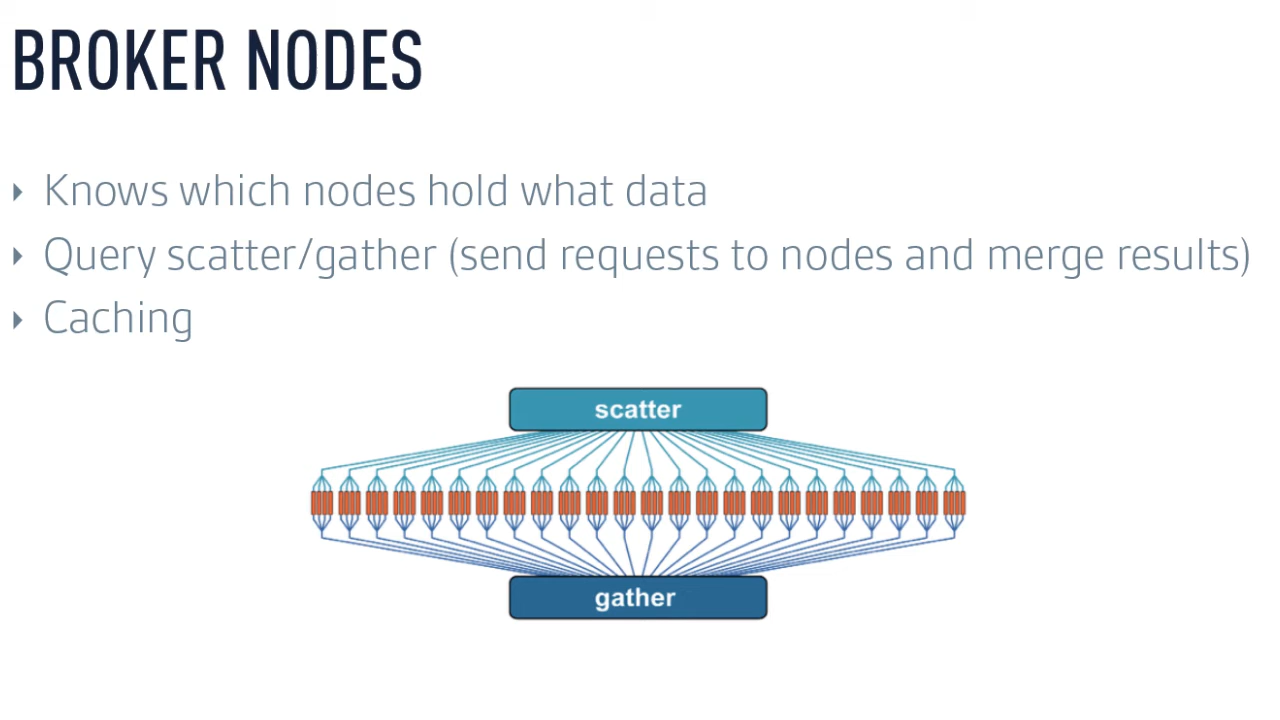 BROKER NODES
Knows which nodes hold what data
Query scatter/gather (send requests to nodes and merge results)
Caching
scatter
gather